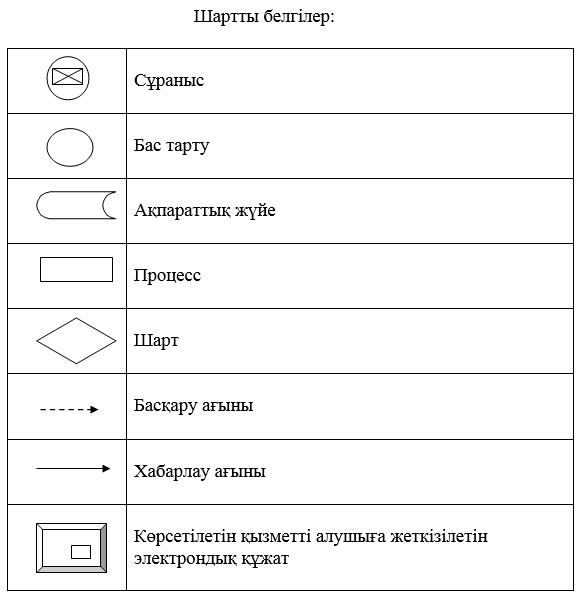 Шартты белгілер:
Сұраныс
Бас тарту
Ақпараттық жүйе
Процесс
Шарт
Басқару ағыны
Хабарлау ағыны
Көрсетілетін қызметті алушыға жеткізілетін
электрондық құжат